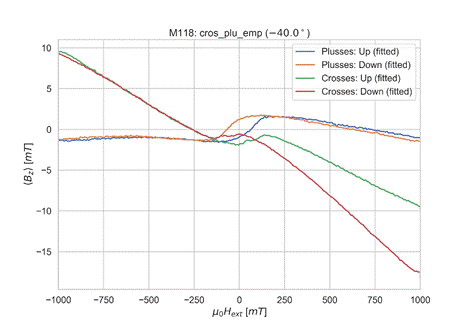 M118: cros_plu_emp (−40.0°)
Plusses: Up (fitted)
Plusses: Down (fitted)
Crosses: Up (fitted)
Crosses: Down (fitted)
10
5
0
−5
−10
−15
⟨B_z⟩ [mT]
−1000 −750 −500 −250 0 250 500 750 1000
μ₀H_ext [mT]